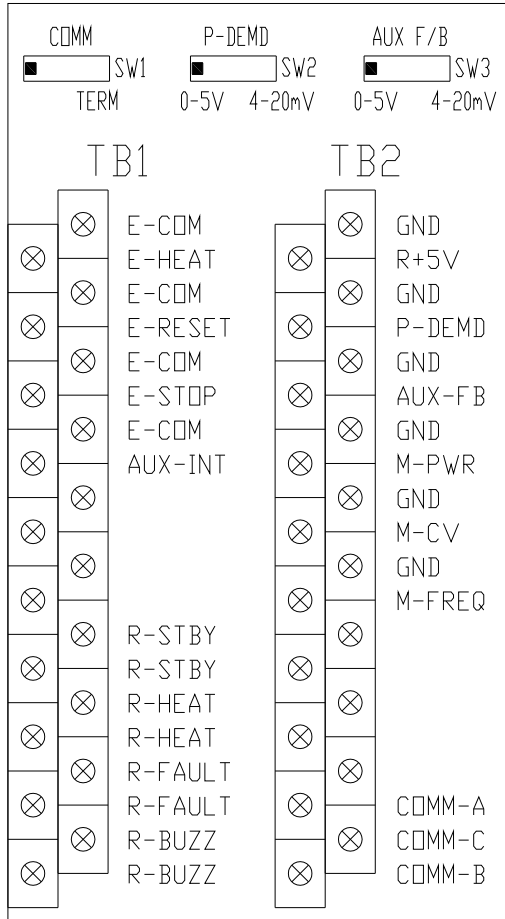 COMM P-DEMD AUX F/B
SW1 SW2 SW3
TERM 0-5V 4-20mV 0-5V 4-20mV
TB1
E-COM
E-HEAT
E-COM
E-RESET
E-COM
E-STOP
E-COM
AUX-INT
R-STBY
R-STBY
R-HEAT
R-HEAT
R-FAULT
R-FAULT
R-BUZZ
R-BUZZ
TB2
GND
R+5V
GND
P-DEMD
GND
AUX-FB
GND
M-PWR
GND
M-CV
GND
M-FREQ
COMM-A
COMM-C
COMM-B